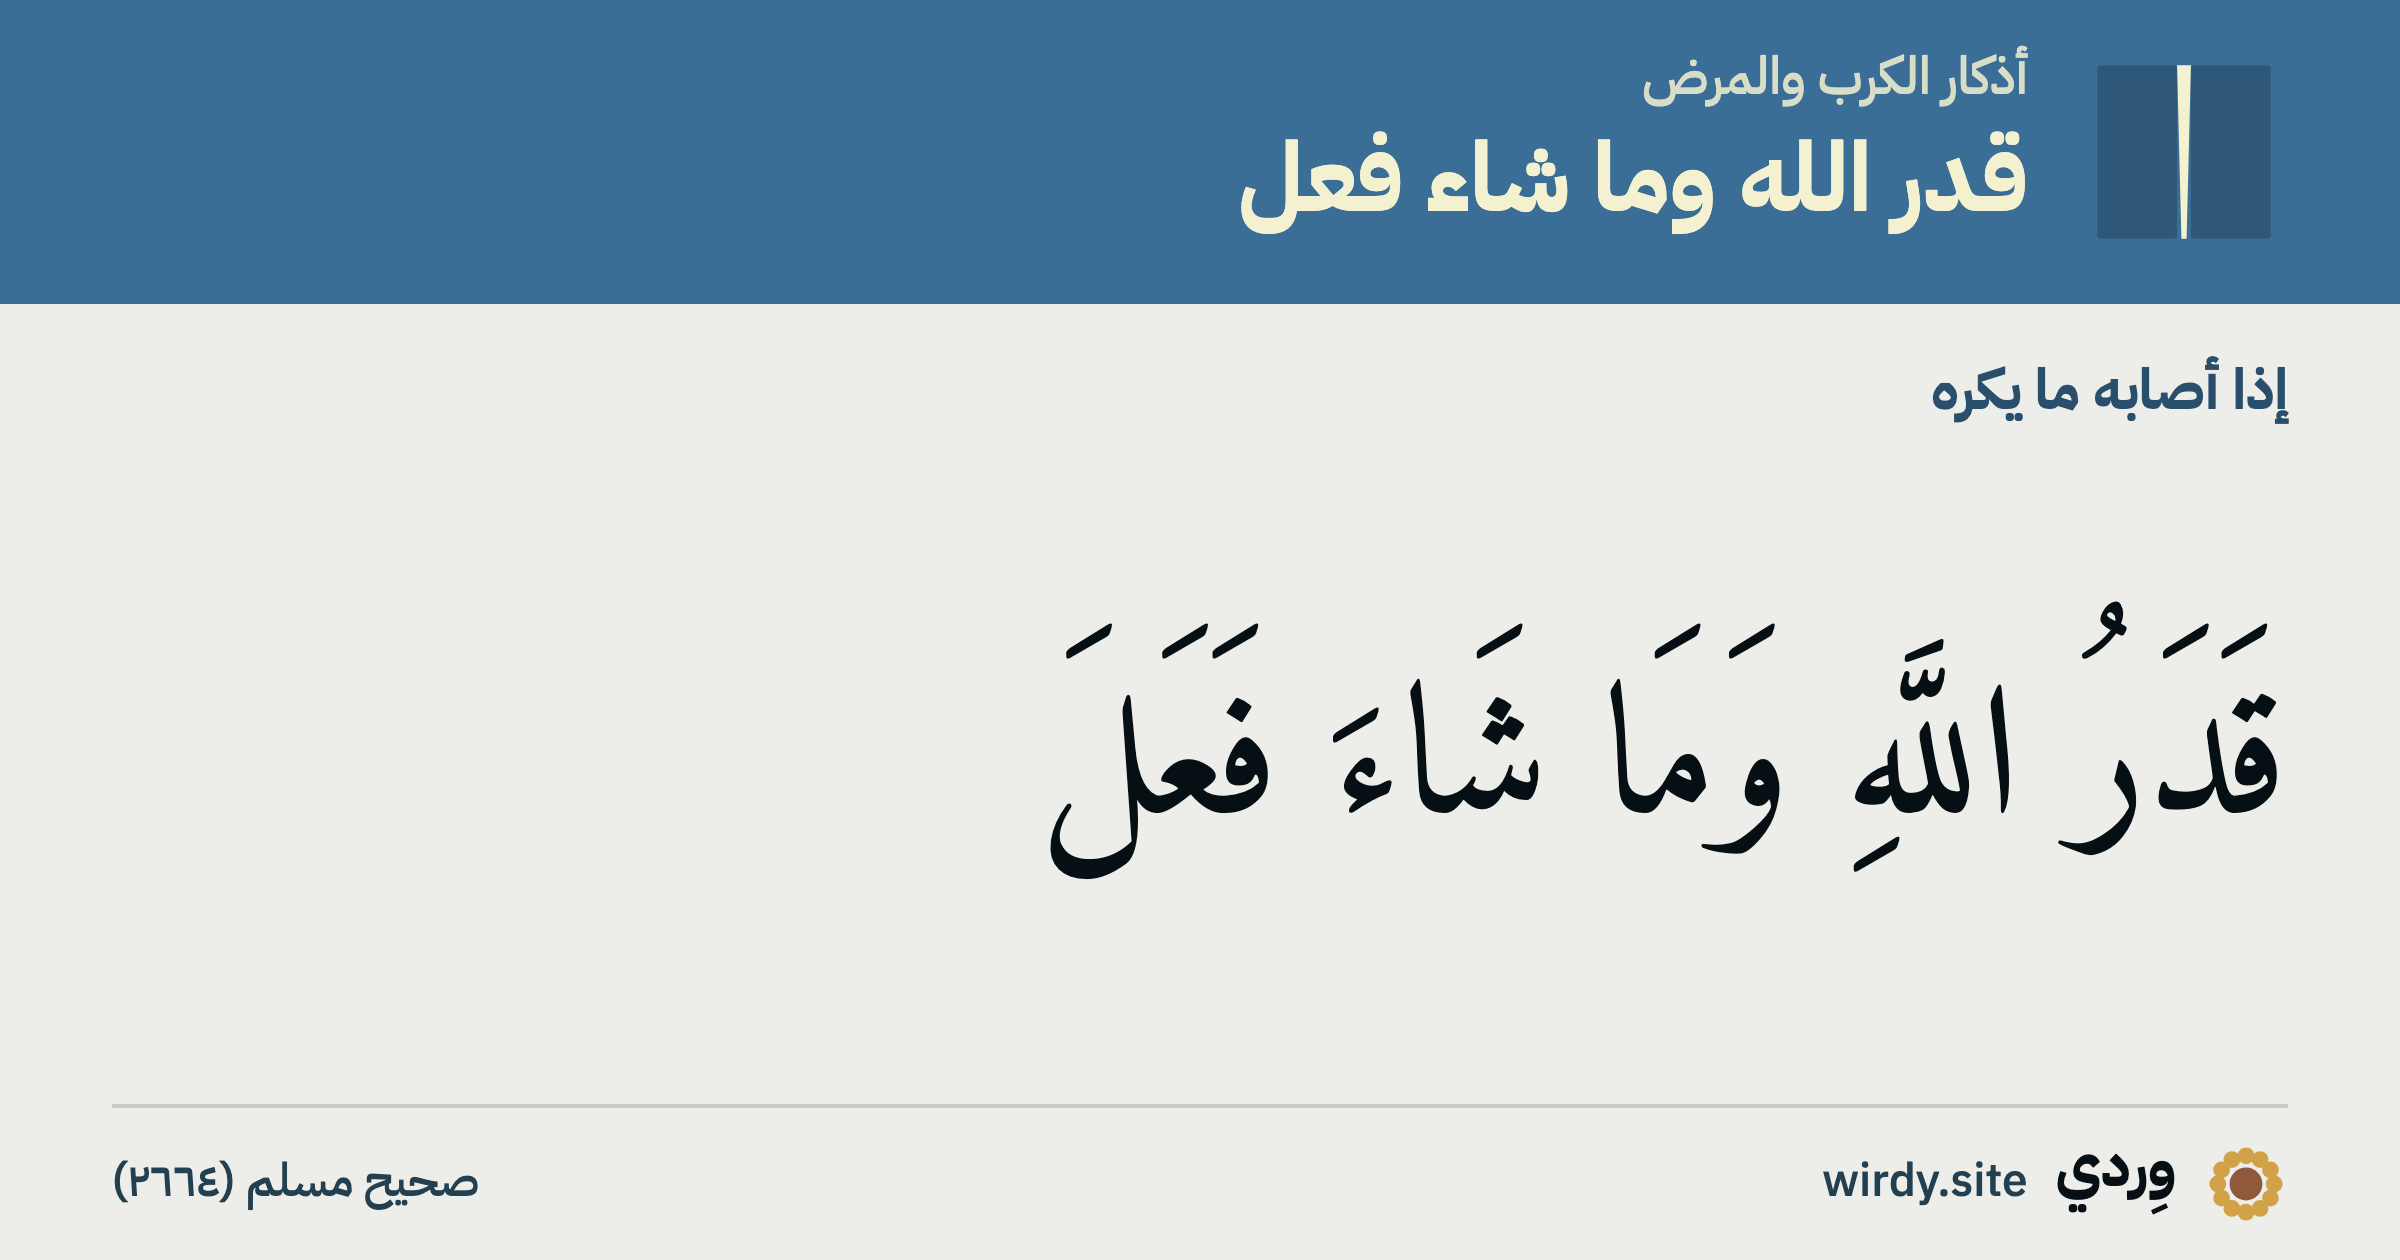 أذكار الكرب والمرض
قدر الله وما شاء فعل
إذا أصابه ما يكره
قَدَرُ اللَّهِ وَمَا شَاءَ فَعَلَ
وِردي wirdy.site
صحيح مسلم (٢٦٦٤)